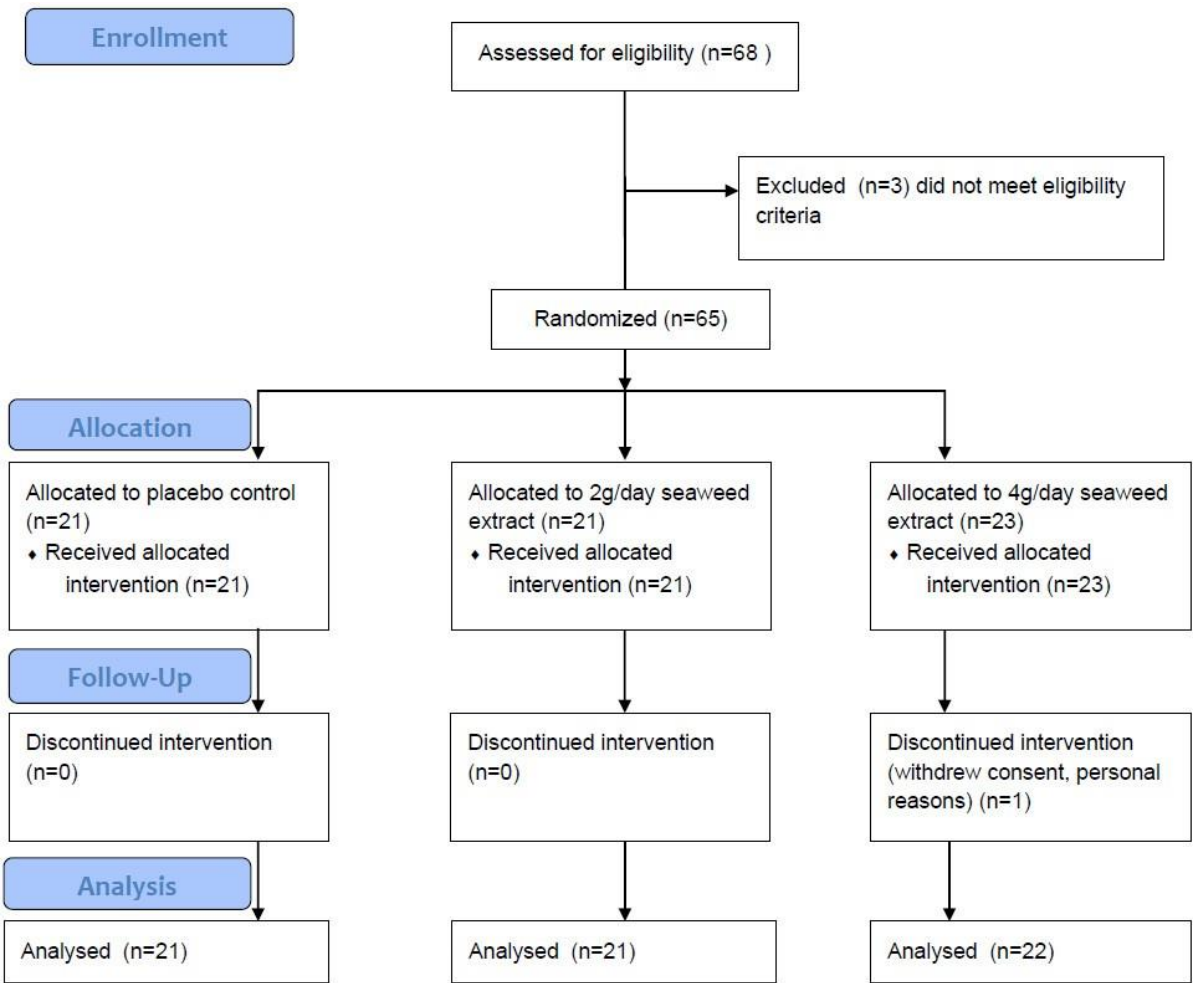 Enrollment
Assessed for eligibility (n=68 )
Excluded  (n=3) did not meet eligibility
criteria
Randomized (n=65)
Allocation
Allocated to placebo control
(n=21)
♦ Received allocated
intervention (n=21)
Allocated to 2g/day seaweed
extract (n=21)
♦ Received allocated
intervention (n=21)
Allocated to 4g/day seaweed
extract (n=23)
♦ Received allocated
intervention (n=23)
Follow-Up
Discontinued intervention
(n=0)
Discontinued intervention
(n=0)
Discontinued intervention
(withdrew consent, personal
reasons) (n=1)
Analysis
Analysed  (n=21)
Analysed  (n=21)
Analysed  (n=22)